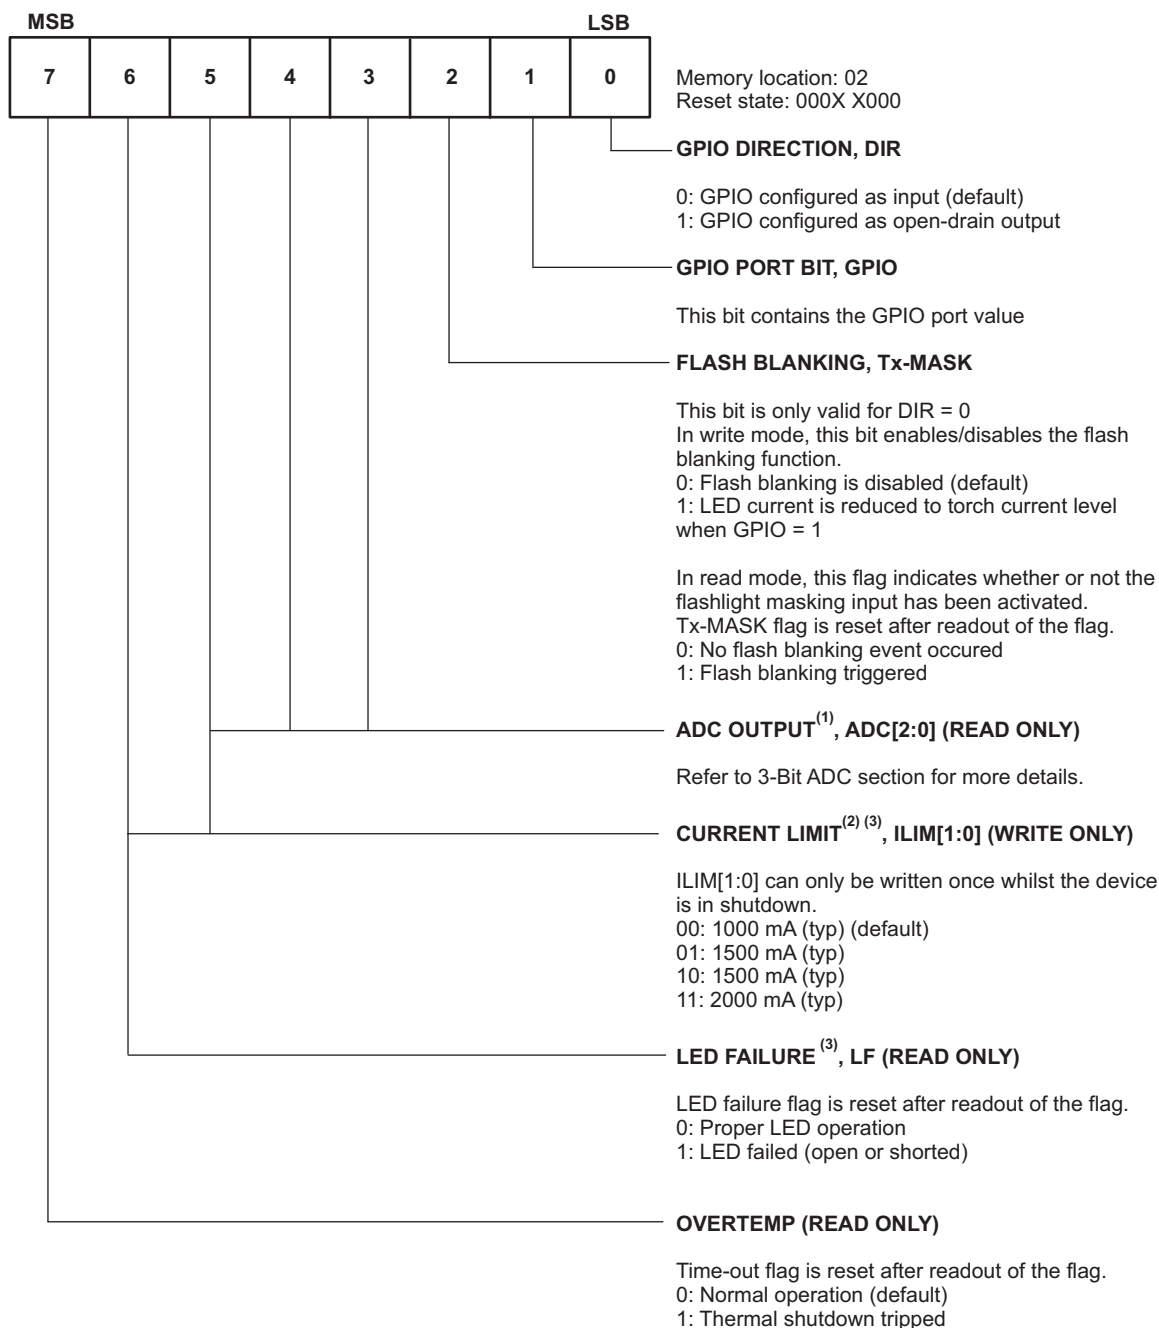 MSB LSB
7 6 5 4 3 2 1 0
Memory location: 02
Reset state: 000X X000
GPIO DIRECTION, DIR
0: GPIO configured as input (default)
1: GPIO configured as open-drain output
GPIO PORT BIT, GPIO
This bit contains the GPIO port value
FLASH BLANKING, Tx-MASK
This bit is only valid for DIR = 0
In write mode, this bit enables/disables the flash
blanking function.
0: Flash blanking is disabled (default)
1: LED current is reduced to torch current level
when GPIO = 1
In read mode, this flag indicates whether or not the
flashlight masking input has been activated.
Tx-MASK flag is reset after readout of the flag.
0: No flash blanking event occured
1: Flash blanking triggered
ADC OUTPUT(1), ADC[2:0] (READ ONLY)
Refer to 3-Bit ADC section for more details.
CURRENT LIMIT(2) (3), ILIM[1:0] (WRITE ONLY)
ILIM[1:0] can only be written once whilst the device
is in shutdown.
00: 1000 mA (typ) (default)
01: 1500 mA (typ)
10: 1500 mA (typ)
11: 2000 mA (typ)
LED FAILURE (3), LF (READ ONLY)
LED failure flag is reset after readout of the flag.
0: Proper LED operation
1: LED failed (open or shorted)
OVERTEMP (READ ONLY)
Time-out flag is reset after readout of the flag.
0: Normal operation (default)
1: Thermal shutdown tripped